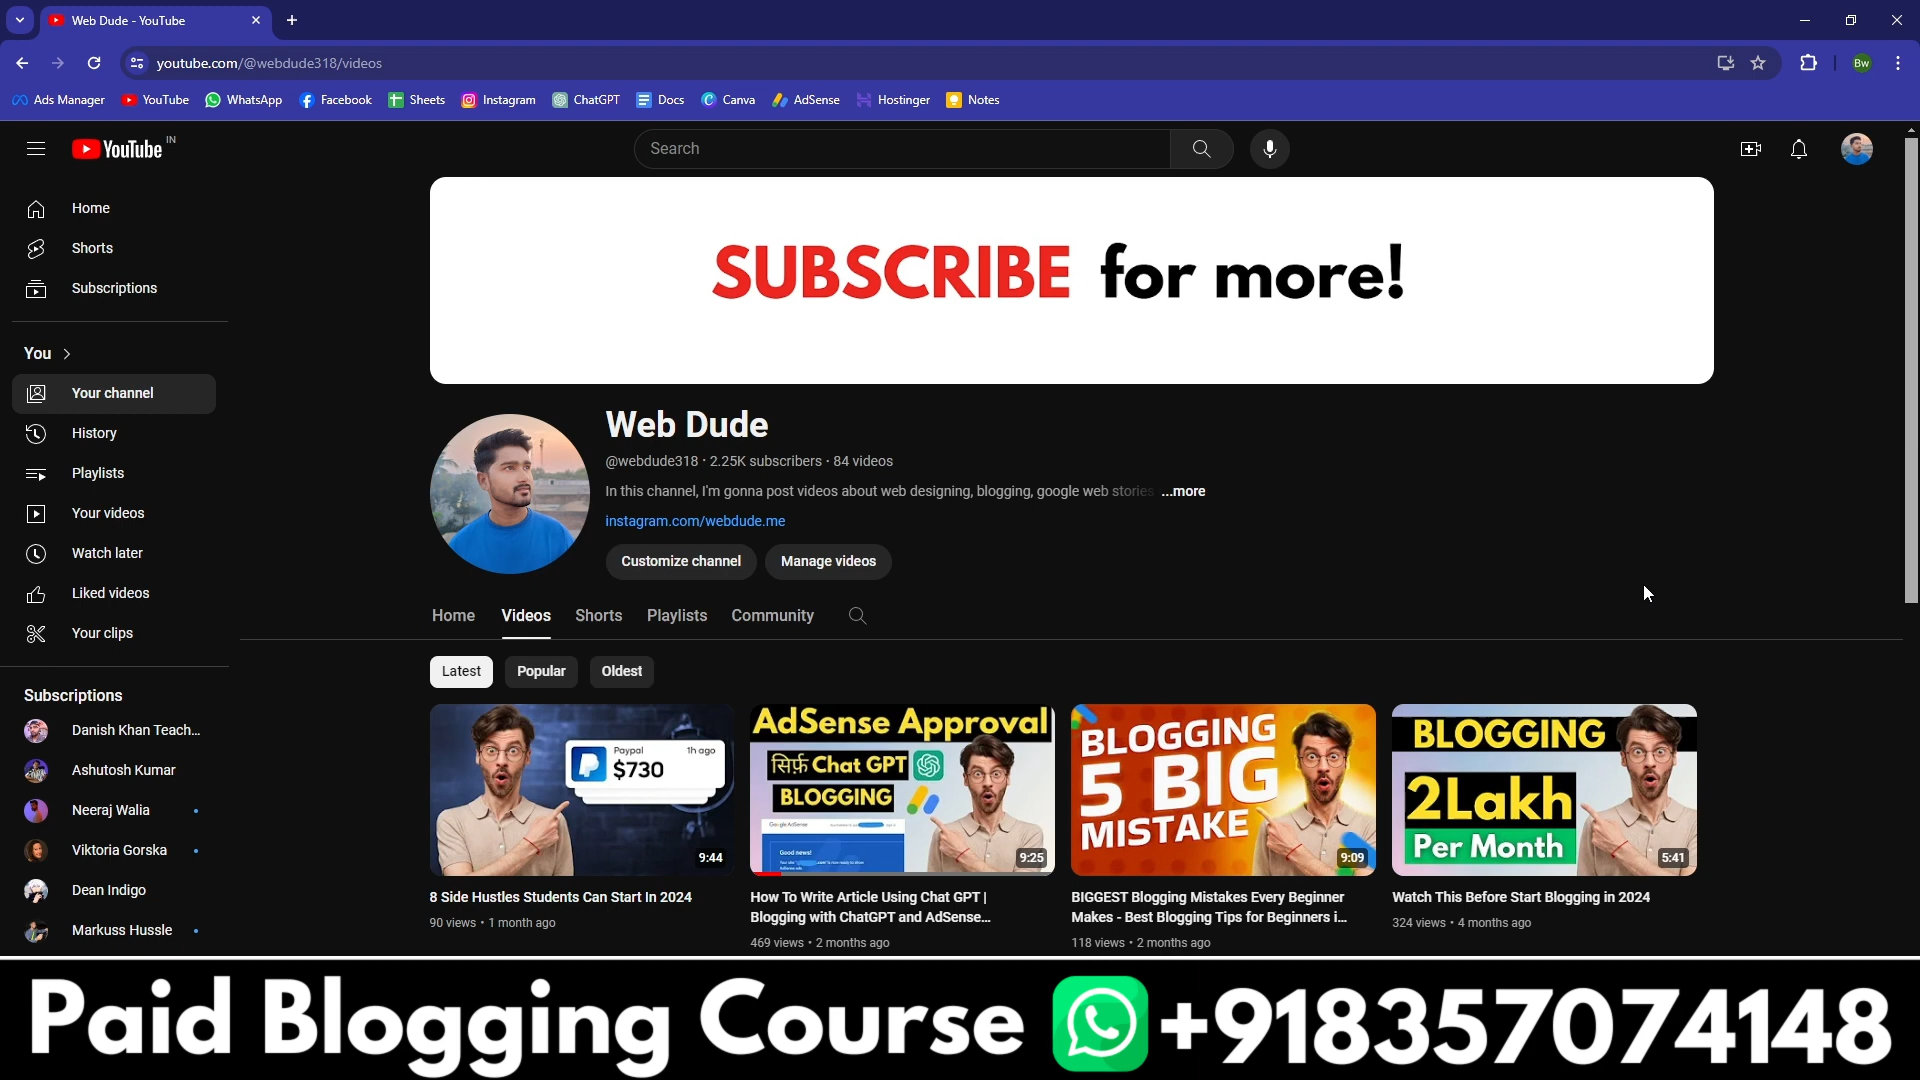 Web Dude - YouTube
youtube.com/@webdude318/videos
Bw
Ads Manager
YouTube
WhatsApp
Facebook
Sheets
Instagram
ChatGPT
Docs
Canva
AdSense
Hostinger
Notes
YouTube IN
Search
Home
Shorts
Subscriptions
You
Your channel
History
Playlists
Your videos
Watch later
Liked videos
Your clips
Subscriptions
Danish Khan Teach...
Ashutosh Kumar
Neeraj Walia
Viktoria Gorska
Dean Indigo
Markuss Hussle
SUBSCRIBE for more!
Web Dude
@webdude318 · 2.25K subscribers · 84 videos
In this channel, I'm gonna post videos about web designing, blogging, google web stories ...more
instagram.com/webdude.me
Customize channel
Manage videos
Home
Videos
Shorts
Playlists
Community
Latest
Popular
Oldest
Paypal 1h ago
$730
9:44
8 Side Hustles Students Can Start In 2024
90 views · 1 month ago
AdSense Approval
सिर्फ़ Chat GPT
BLOGGING
Google AdSense
Good news!
9:25
How To Write Article Using Chat GPT |
Blogging with ChatGPT and AdSense...
469 views · 2 months ago
BLOGGING
5 BIG
MISTAKE
9:09
BIGGEST Blogging Mistakes Every Beginner
Makes - Best Blogging Tips for Beginners i...
118 views · 2 months ago
BLOGGING
2Lakh
Per Month
5:41
Watch This Before Start Blogging in 2024
324 views · 4 months ago
Paid Blogging Course +918357074148